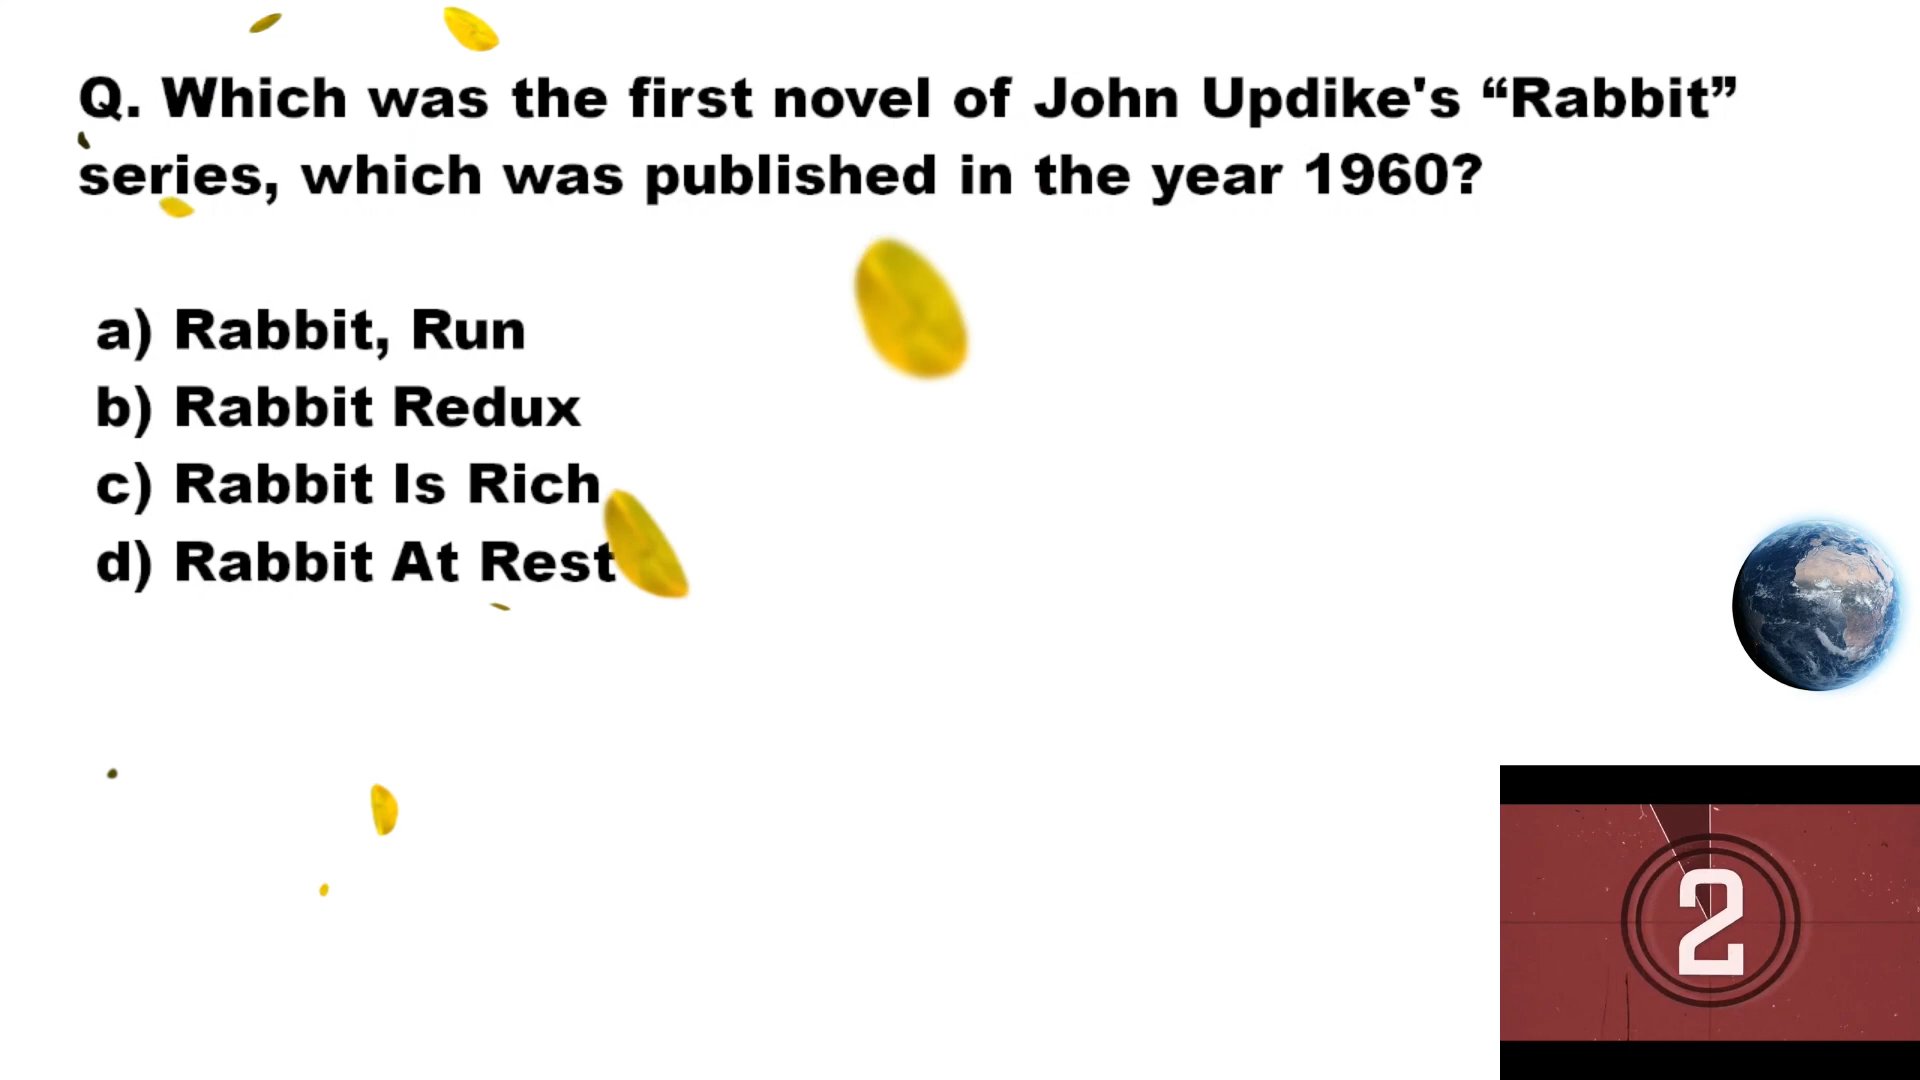 Q. Which was the first novel of John Updike's “Rabbit”
series, which was published in the year 1960?
a) Rabbit, Run
b) Rabbit Redux
c) Rabbit Is Rich
d) Rabbit At Rest
2